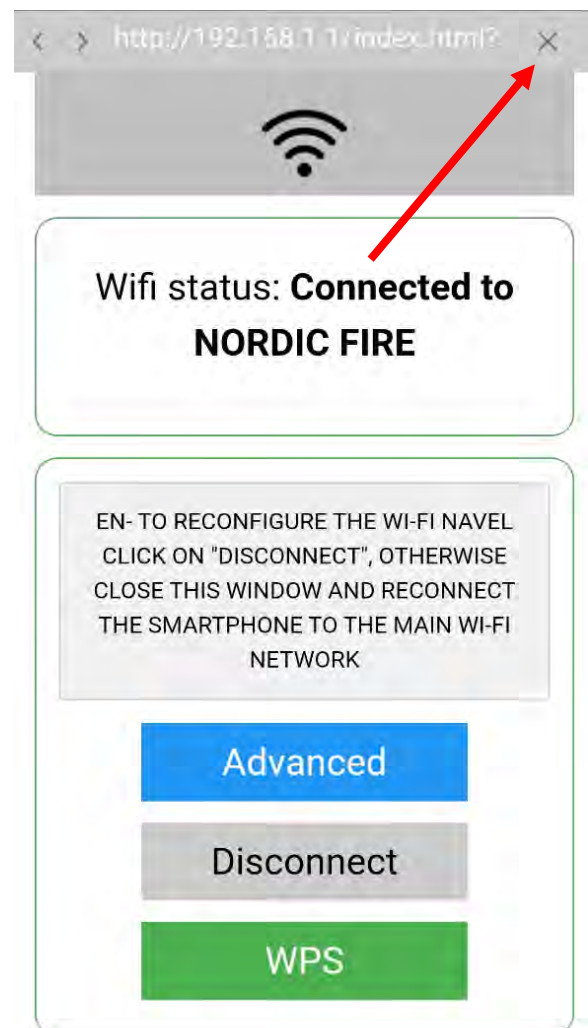 http://192.168.1.1/index.html?
Wifi status: Connected to
NORDIC FIRE
EN- TO RECONFIGURE THE WI-FI NAVEL
CLICK ON "DISCONNECT", OTHERWISE
CLOSE THIS WINDOW AND RECONNECT
THE SMARTPHONE TO THE MAIN WI-FI
NETWORK
Advanced
Disconnect
WPS